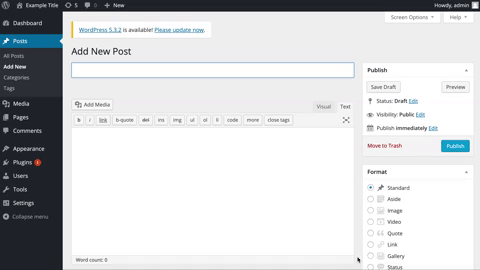 Example Title 5 0 + New Howdy, admin
Dashboard
Posts
All Posts
Add New
Categories
Tags
Media
Pages
Comments
Appearance
Plugins 1
Users
Tools
Settings
Collapse menu
Screen Options Help
WordPress 5.3.2 is available! Please update now.
Add New Post
Add Media
Visual Text
b i link b-quote del ins img ul ol li code more close tags
Word count: 0
Publish
Save Draft Preview
Status: Draft Edit
Visibility: Public Edit
Publish immediately Edit
Move to Trash Publish
Format
Standard
Aside
Image
Video
Quote
Link
Gallery
Status